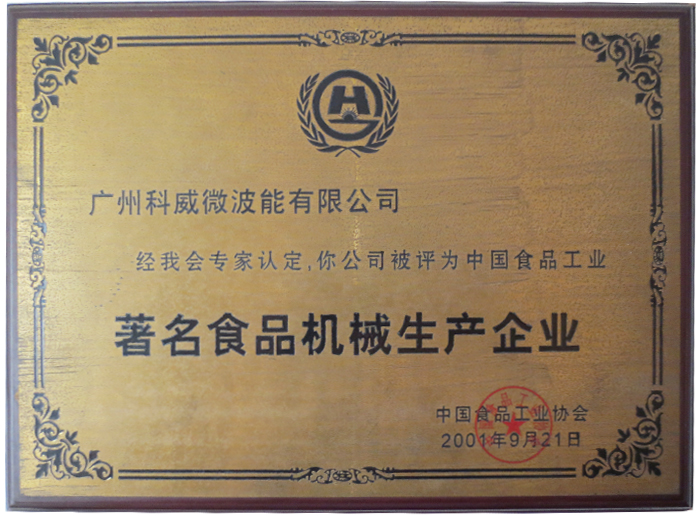 广州科威微波能有限公司
经我会专家认定,你公司被评为中国食品工业
著名食品机械生产企业
中国食品工业协会
2001年9月21日